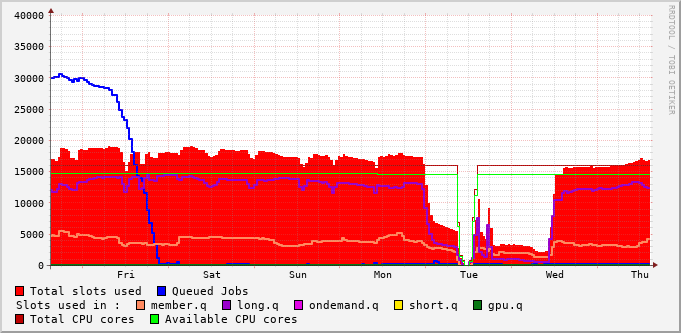 40000
35000
30000
25000
20000
15000
10000
5000
0
Fri Sat Sun Mon Tue Wed Thu
RRDTOOL / TOBI OETIKER
Total slots used Queued Jobs
Slots used in : member.q long.q ondemand.q short.q gpu.q
Total CPU cores Available CPU cores